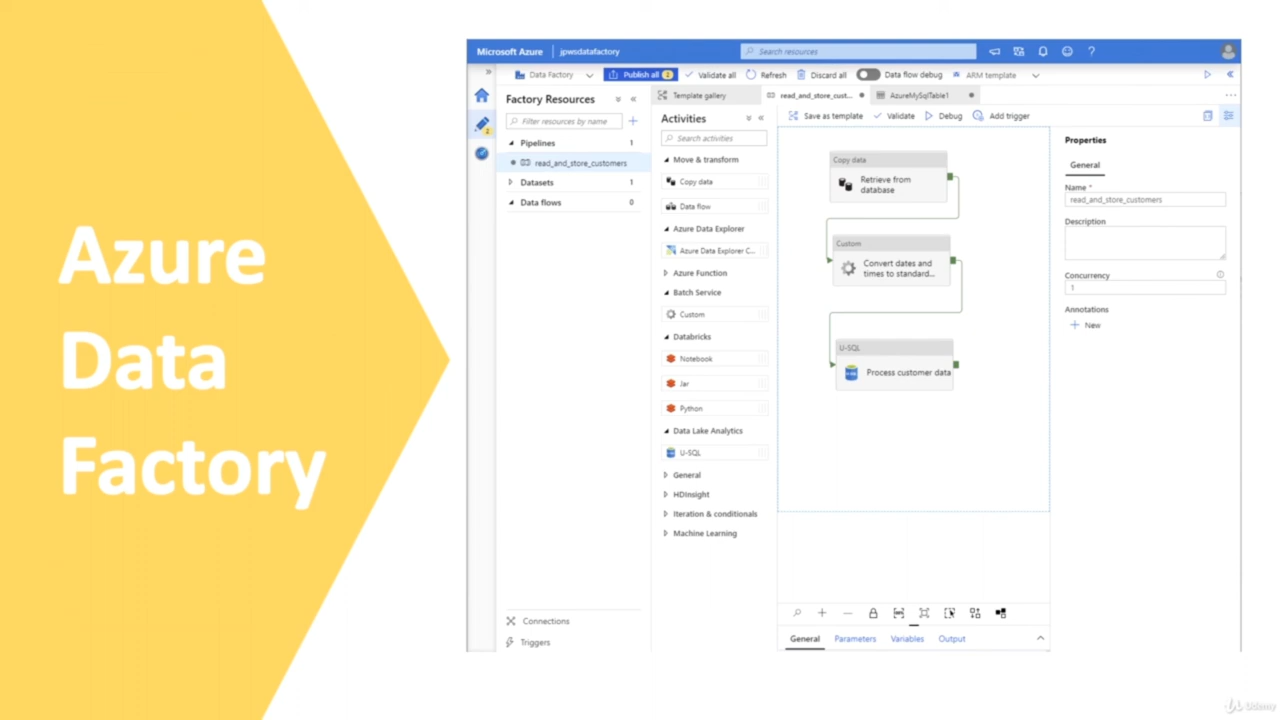 Azure
Data
Factory
Microsoft Azure
jpwsdatafactory
Search resources
Data Factory
Publish all 2
Validate all
Refresh
Discard all
Data flow debug
ARM template
Factory Resources
Filter resources by name
Pipelines 1
read_and_store_customers
Datasets 1
Data flows 0
Connections
Triggers
Template gallery
read_and_store_cust...
AzureMySqlTable1
Activities
Search activities
Move & transform
Copy data
Data flow
Azure Data Explorer
Azure Data Explorer C...
Azure Function
Batch Service
Custom
Databricks
Notebook
Jar
Python
Data Lake Analytics
U-SQL
General
HDInsight
Iteration & conditionals
Machine Learning
Save as template
Validate
Debug
Add trigger
Copy data
Retrieve from
database
Custom
Convert dates and
times to standard...
U-SQL
Process customer data
General
Parameters
Variables
Output
Properties
General
Name *
read_and_store_customers
Description
Concurrency
1
Annotations
New
Udemy